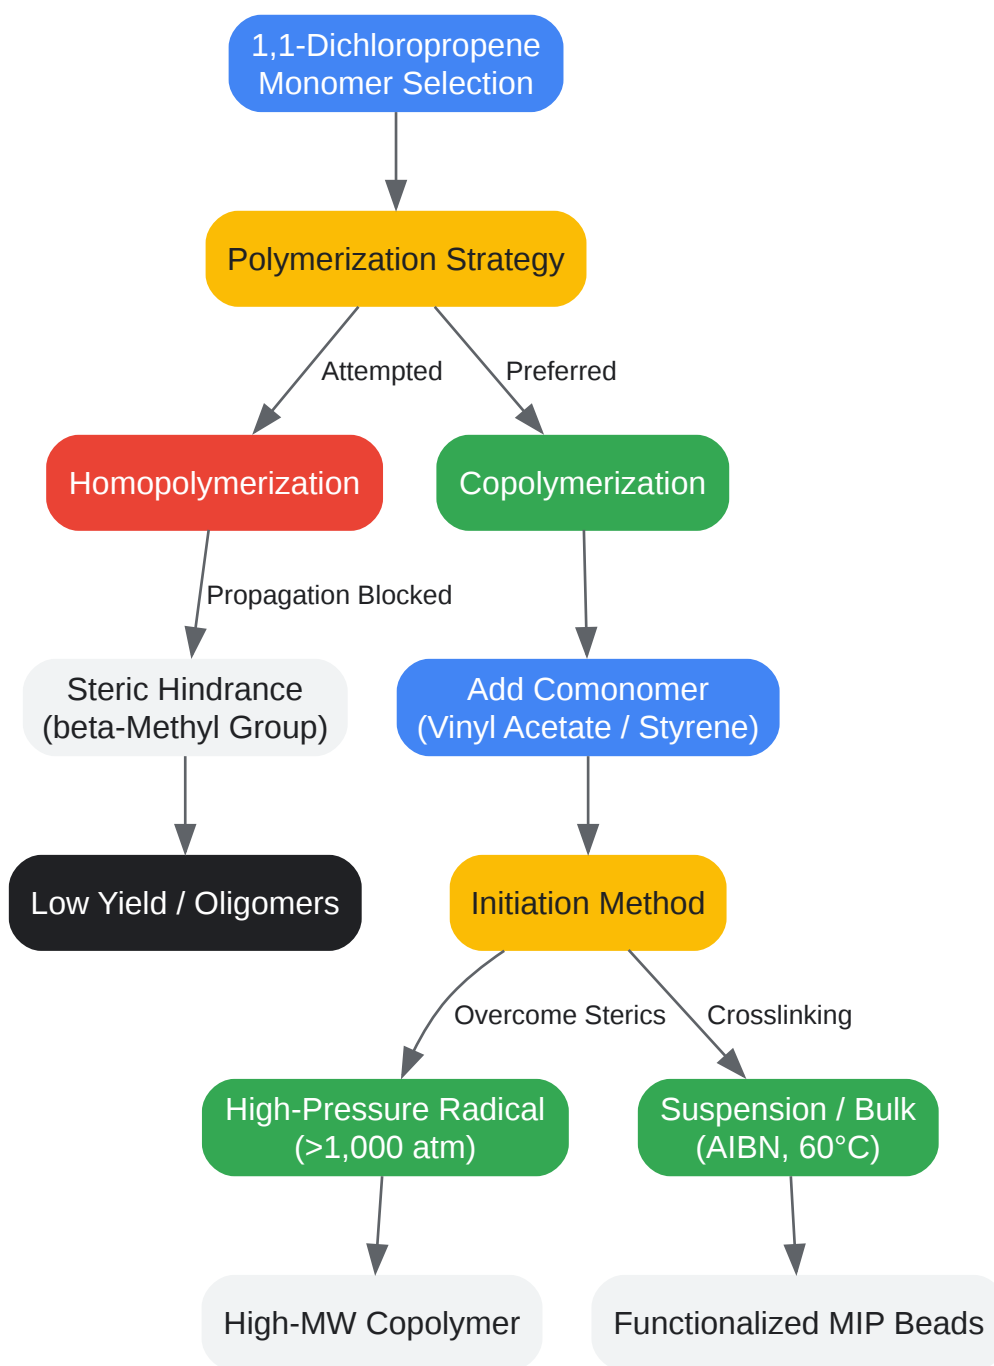 1,1-Dichloropropene
Monomer Selection
Polymerization Strategy
Attempted
Preferred
Homopolymerization
Copolymerization
Propagation Blocked
Steric Hindrance
(beta-Methyl Group)
Add Comonomer
(Vinyl Acetate / Styrene)
Low Yield / Oligomers
Initiation Method
Overcome Sterics
Crosslinking
High-Pressure Radical
(>1,000 atm)
Suspension / Bulk
(AIBN, 60°C)
High-MW Copolymer
Functionalized MIP Beads